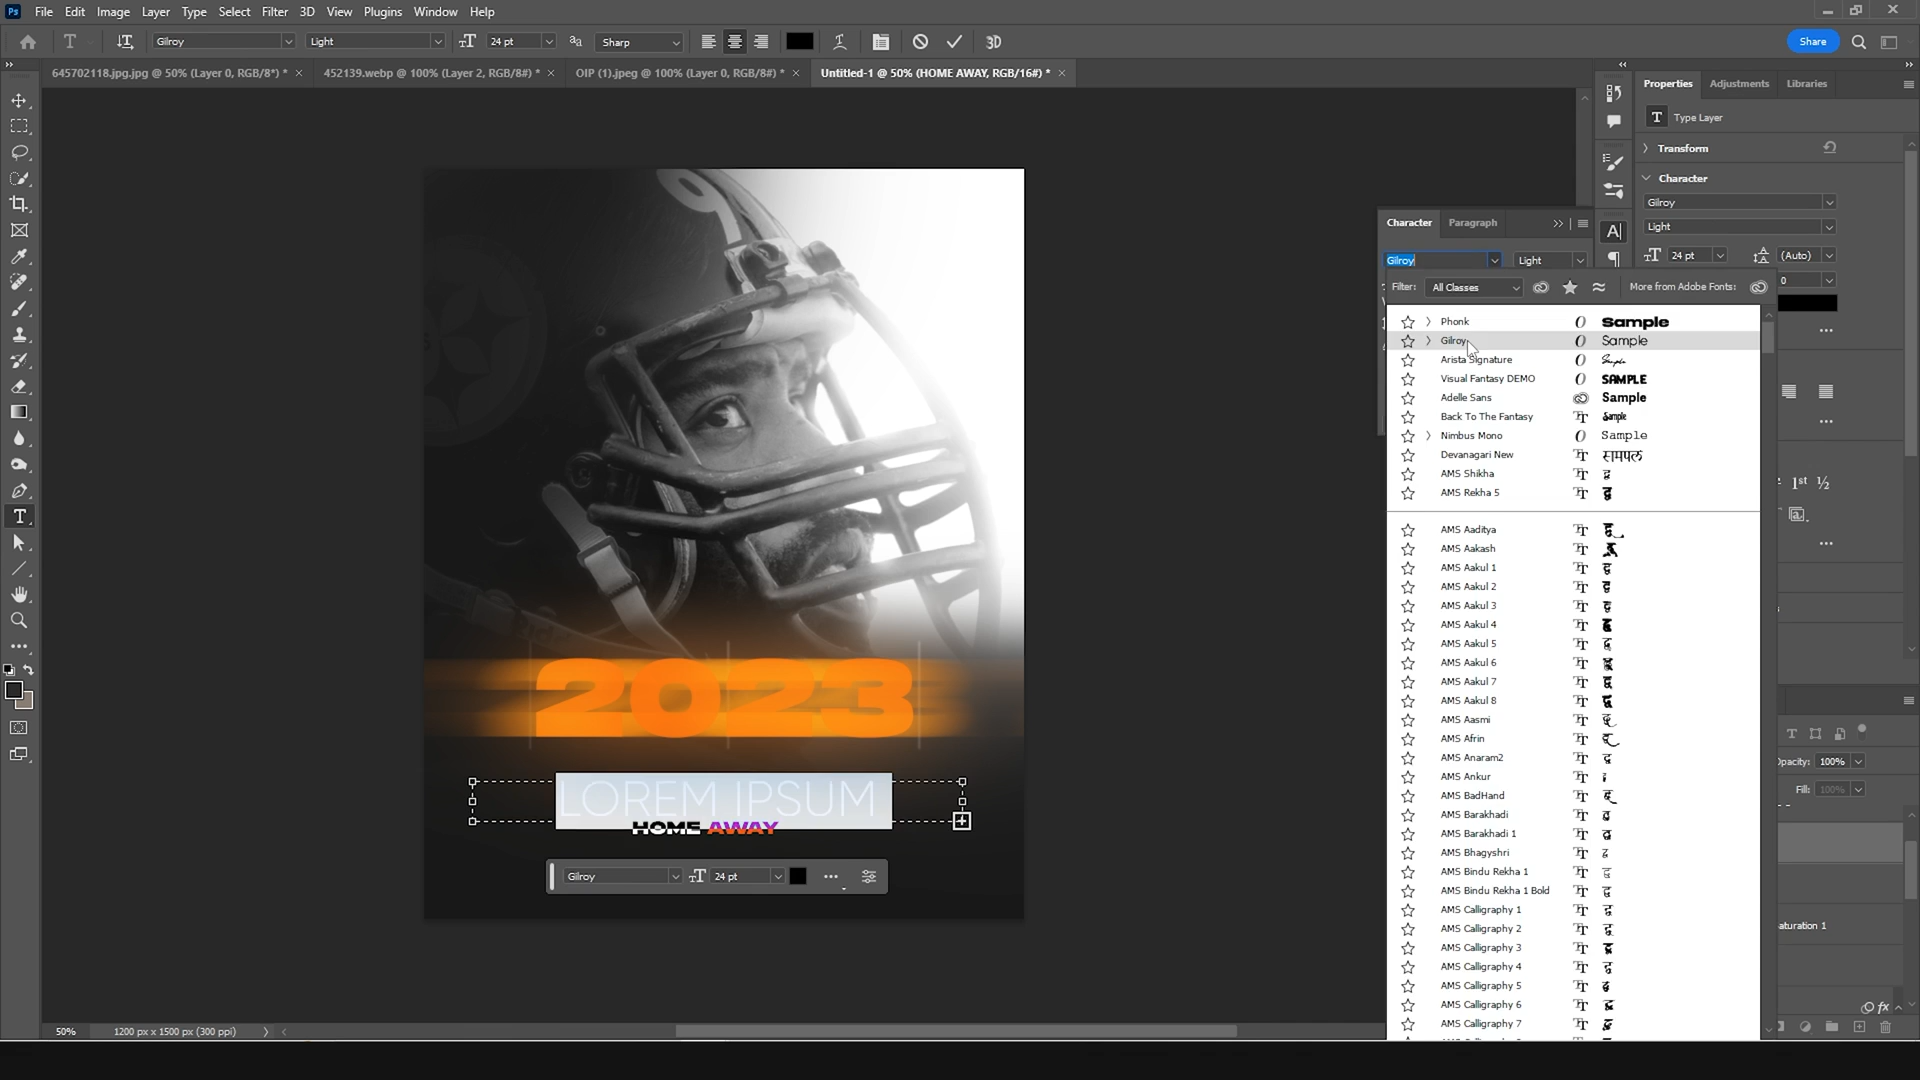 Ps File Edit Image Layer Type Select Filter 3D View Plugins Window Help
Gilroy Light 24 pt Sharp 3D Share
645702118.jpg.jpg @ 50% (Layer 0, RGB/8*) *
452139.webp @ 100% (Layer 2, RGB/8#) *
OIP (1).jpeg @ 100% (Layer 0, RGB/8#) *
Untitled-1 @ 50% (HOME AWAY, RGB/16#) *
Properties Adjustments Libraries
Type Layer
Transform
Character
Gilroy
Light
24 pt (Auto)
0
Character Paragraph
Gilroy Light
Filter: All Classes More from Adobe Fonts:
Phonk Sample
Gilroy Sample
Arista Signature Sample
Visual Fantasy DEMO SAMPLE
Adelle Sans Sample
Back To The Fantasy Sample
Nimbus Mono Sample
Devanagari New
AMS Shikha
AMS Rekha 5
AMS Aaditya
AMS Aakash
AMS Aakul 1
AMS Aakul 2
AMS Aakul 3
AMS Aakul 4
AMS Aakul 5
AMS Aakul 6
AMS Aakul 7
AMS Aakul 8
AMS Aasmi
AMS Afrin
AMS Anaram2
AMS Ankur
AMS BadHand
AMS Barakhadi
AMS Barakhadi 1
AMS Bhagyshri
AMS Bindu Rekha 1
AMS Bindu Rekha 1 Bold
AMS Calligraphy 1
AMS Calligraphy 2
AMS Calligraphy 3
AMS Calligraphy 4
AMS Calligraphy 5
AMS Calligraphy 6
AMS Calligraphy 7
1st ½
Opacity: 100%
Fill: 100%
aturation 1
fx
9
2023
LOREM IPSUM
HOME AWAY
Gilroy 24 pt
50% 1200 px x 1500 px (300 ppi)